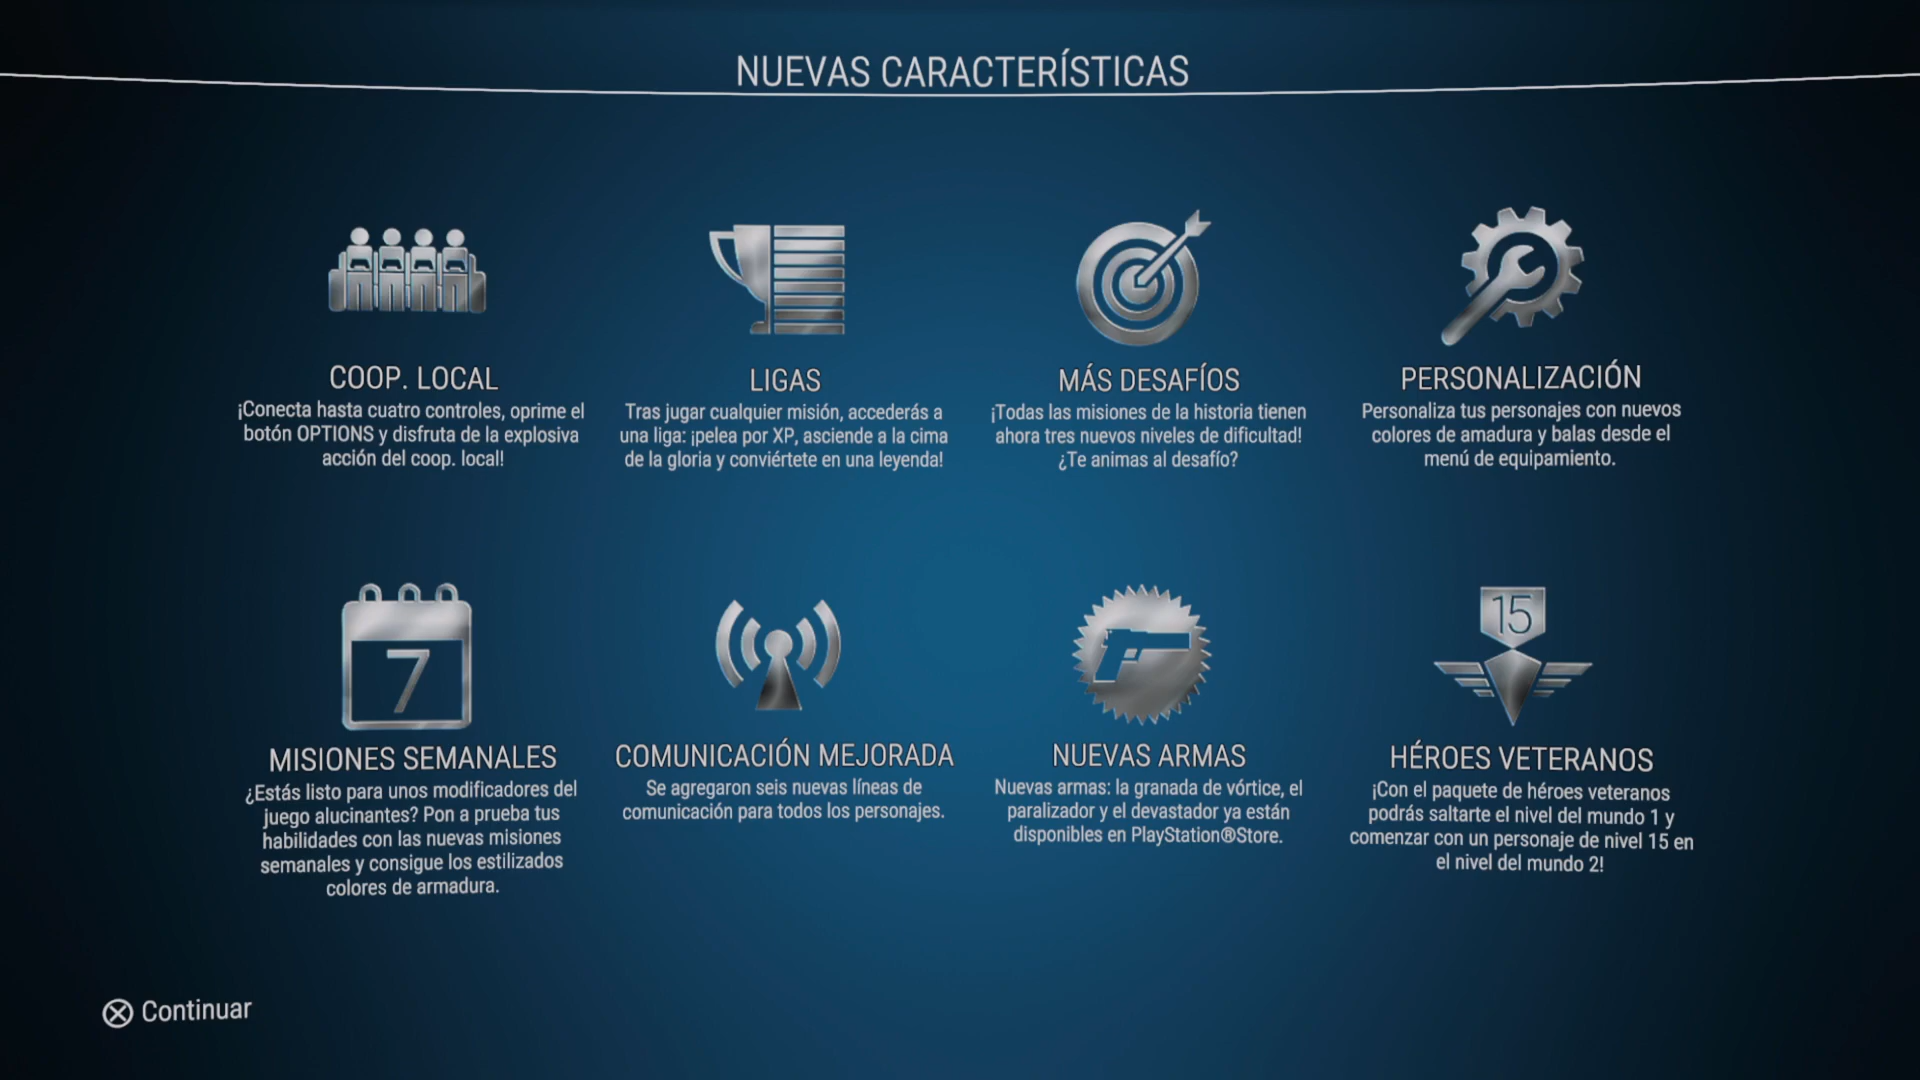 NUEVAS CARACTERÍSTICAS
COOP. LOCAL
¡Conecta hasta cuatro controles, oprime el
botón OPTIONS y disfruta de la explosiva
acción del coop. local!
LIGAS
Tras jugar cualquier misión, accederás a
una liga: ¡pelea por XP, asciende a la cima
de la gloria y conviértete en una leyenda!
MÁS DESAFÍOS
¡Todas las misiones de la historia tienen
ahora tres nuevos niveles de dificultad!
¿Te animas al desafío?
PERSONALIZACIÓN
Personaliza tus personajes con nuevos
colores de amadura y balas desde el
menú de equipamiento.
7
MISIONES SEMANALES
¿Estás listo para unos modificadores del
juego alucinantes? Pon a prueba tus
habilidades con las nuevas misiones
semanales y consigue los estilizados
colores de armadura.
COMUNICACIÓN MEJORADA
Se agregaron seis nuevas líneas de
comunicación para todos los personajes.
NUEVAS ARMAS
Nuevas armas: la granada de vórtice, el
paralizador y el devastador ya están
disponibles en PlayStation®Store.
15
HÉROES VETERANOS
¡Con el paquete de héroes veteranos
podrás saltarte el nivel del mundo 1 y
comenzar con un personaje de nivel 15 en
el nivel del mundo 2!
Continuar